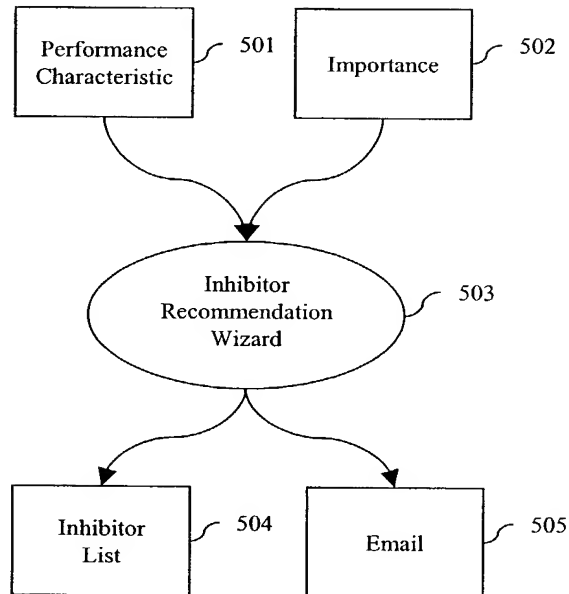 Performance
Characteristic
501
Importance
502
Inhibitor
Recommendation
Wizard
503
Inhibitor
List
504
Email
505